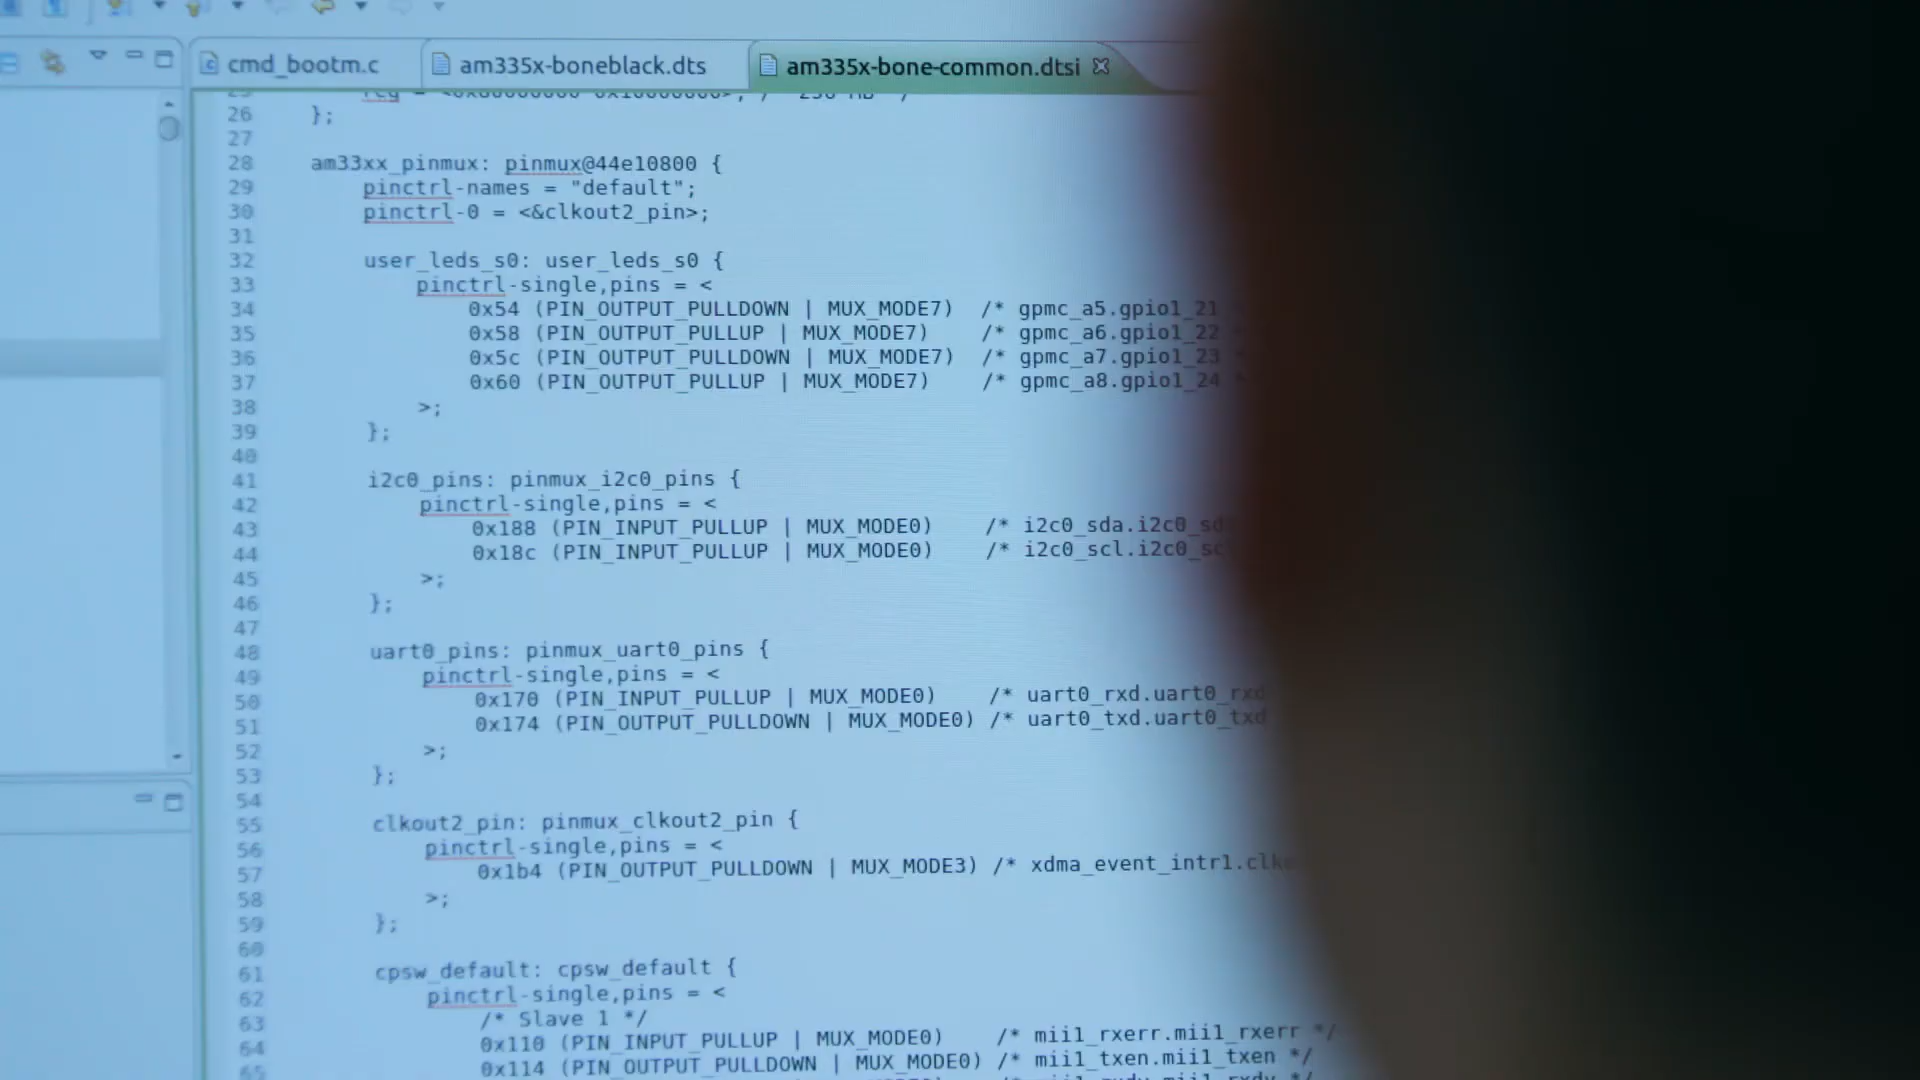 cmd_bootm.c am335x-boneblack.dts am335x-bone-common.dtsi
26 };
27
28 am33xx_pinmux: pinmux@44e10800 {
29 pinctrl-names = "default";
30 pinctrl-0 = <&clkout2_pin>;
31
32 user_leds_s0: user_leds_s0 {
33 pinctrl-single,pins = <
34 0x54 (PIN_OUTPUT_PULLDOWN | MUX_MODE7) /* gpmc_a5.gpio1_21
35 0x58 (PIN_OUTPUT_PULLUP | MUX_MODE7) /* gpmc_a6.gpio1_22
36 0x5c (PIN_OUTPUT_PULLDOWN | MUX_MODE7) /* gpmc_a7.gpio1_23
37 0x60 (PIN_OUTPUT_PULLUP | MUX_MODE7) /* gpmc_a8.gpio1_24
38 >;
39 };
40
41 i2c0_pins: pinmux_i2c0_pins {
42 pinctrl-single,pins = <
43 0x188 (PIN_INPUT_PULLUP | MUX_MODE0) /* i2c0_sda.i2c0_sd
44 0x18c (PIN_INPUT_PULLUP | MUX_MODE0) /* i2c0_scl.i2c0_sc
45 >;
46 };
47
48 uart0_pins: pinmux_uart0_pins {
49 pinctrl-single,pins = <
50 0x170 (PIN_INPUT_PULLUP | MUX_MODE0) /* uart0_rxd.uart0_rxd
51 0x174 (PIN_OUTPUT_PULLDOWN | MUX_MODE0) /* uart0_txd.uart0_txd
52 >;
53 };
54
55 clkout2_pin: pinmux_clkout2_pin {
56 pinctrl-single,pins = <
57 0x1b4 (PIN_OUTPUT_PULLDOWN | MUX_MODE3) /* xdma_event_intr1.clko
58 >;
59 };
60
61 cpsw_default: cpsw_default {
62 pinctrl-single,pins = <
63 /* Slave 1 */
64 0x110 (PIN_INPUT_PULLUP | MUX_MODE0) /* mii1_rxerr.mii1_rxerr */
65 0x114 (PIN_OUTPUT_PULLDOWN | MUX_MODE0) /* mii1_txen.mii1_txen */